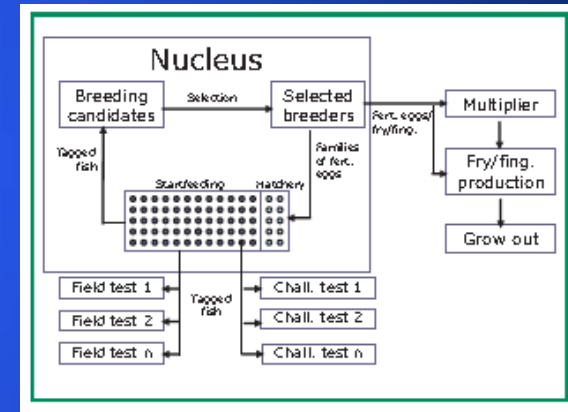 Nucleus
Breeding
candidates
Selection
Selected
breeders
Fert. eggs/
fry/fing.
Multiplier
Tagged
fish
Families
of fert.
eggs
Fry/fing.
production
Startfeeding
Hatchery
Grow out
Field test 1
Field test 2
Field test n
Tagged
fish
Chall. test 1
Chall. test 2
Chall. test n